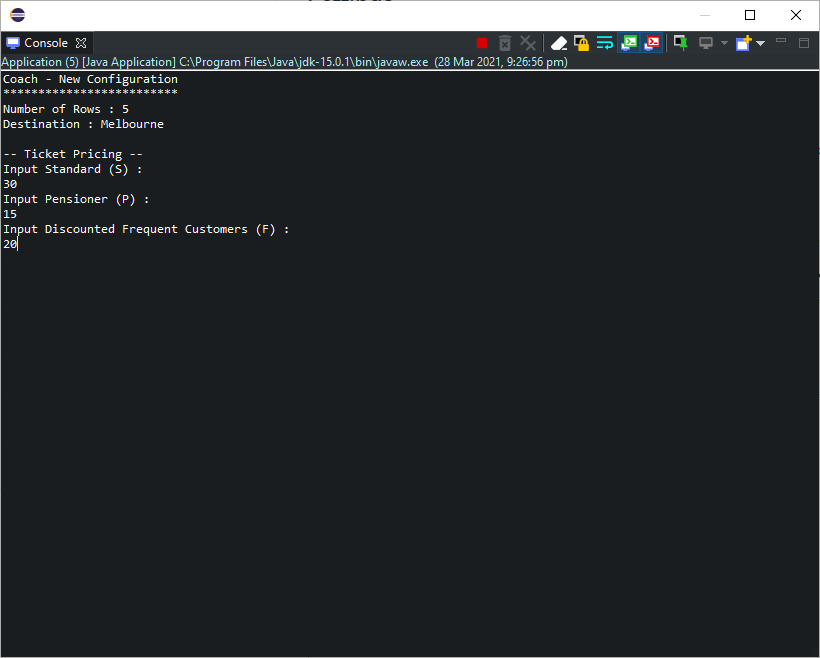 Console
Application (5) [Java Application] C:\Program Files\Java\jdk-15.0.1\bin\javaw.exe (28 Mar 2021, 9:26:56 pm)
Coach - New Configuration
*************************
Number of Rows : 5
Destination : Melbourne
-- Ticket Pricing --
Input Standard (S) :
30
Input Pensioner (P) :
15
Input Discounted Frequent Customers (F) :
20